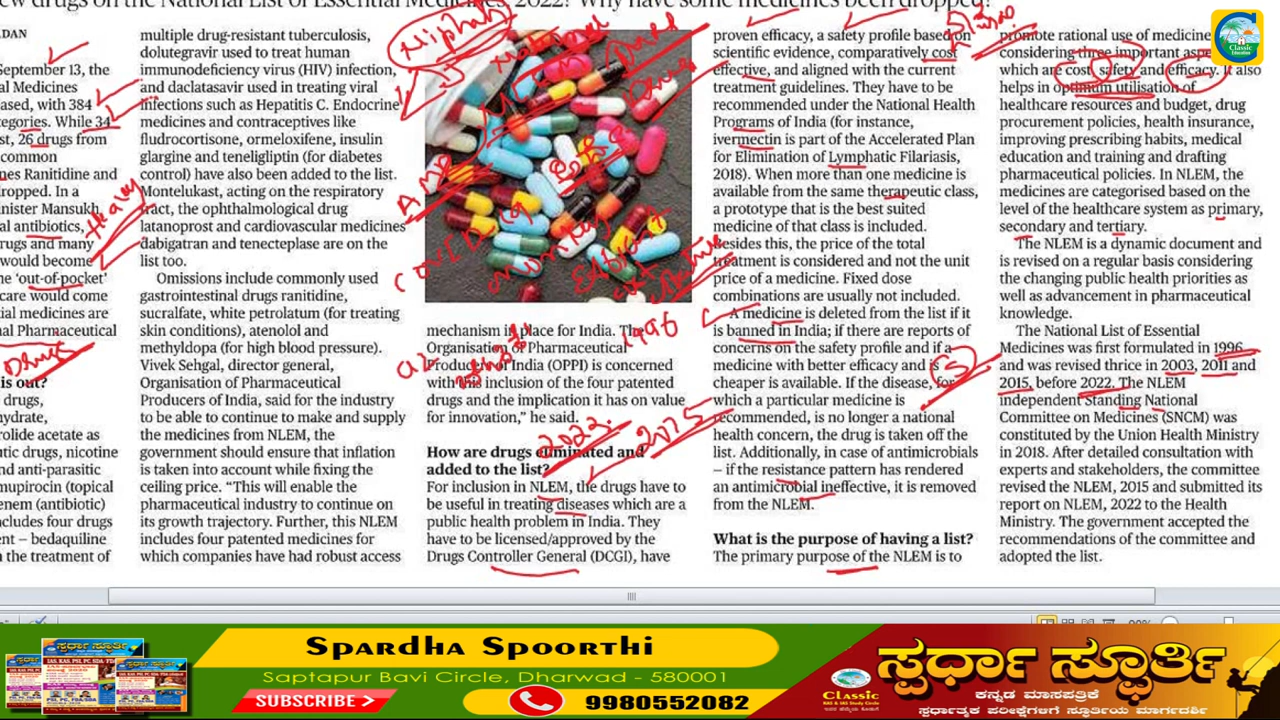 ew drugs on the National List of Essential Medicines, 2022? Why have some medicines been dropped?
DAN
September 13, the
al Medicines
ased, with 384
tegories. While 34
st, 26 drugs from
common
nes Ranitidine and
dropped. In a
nister Mansukh
al antibiotics,
rugs and many
would become
ne ‘out-of-pocket’
care would come
ial medicines are
nal Pharmaceutical
is out?
drugs,
hydrate,
rolide acetate as
tic drugs, nicotine
nd anti-parasitic
mupirocin (topical
enem (antibiotic)
cludes four drugs
ent – bedaquiline
n the treatment of
multiple drug-resistant tuberculosis,
dolutegravir used to treat human
immunodeficiency virus (HIV) infection,
and daclatasavir used in treating viral
infections such as Hepatitis C. Endocrine
medicines and contraceptives like
fludrocortisone, ormeloxifene, insulin
glargine and teneligliptin (for diabetes
control) have also been added to the list.
Montelukast, acting on the respiratory
tract, the ophthalmological drug
latanoprost and cardiovascular medicines
dabigatran and tenecteplase are on the
list too.
Omissions include commonly used
gastrointestinal drugs ranitidine,
sucralfate, white petrolatum (for treating
skin conditions), atenolol and
methyldopa (for high blood pressure).
Vivek Sehgal, director general,
Organisation of Pharmaceutical
Producers of India, said for the industry
to be able to continue to make and supply
the medicines from NLEM, the
government should ensure that inflation
is taken into account while fixing the
ceiling price. “This will enable the
pharmaceutical industry to continue on
its growth trajectory. Further, this NLEM
includes four patented medicines for
which companies have had robust access
mechanism in place for India. The
Organisation of Pharmaceutical
Producers of India (OPPI) is concerned
with this inclusion of the four patented
drugs and the implication it has on value
for innovation,” he said.
How are drugs eliminated and
added to the list?
For inclusion in NLEM, the drugs have to
be useful in treating diseases which are a
public health problem in India. They
have to be licensed/approved by the
Drugs Controller General (DCGI), have
proven efficacy, a safety profile based on
scientific evidence, comparatively cost
effective, and aligned with the current
treatment guidelines. They have to be
recommended under the National Health
Programs of India (for instance,
ivermectin is part of the Accelerated Plan
for Elimination of Lymphatic Filariasis,
2018). When more than one medicine is
available from the same therapeutic class,
a prototype that is the best suited
medicine of that class is included.
Besides this, the price of the total
treatment is considered and not the unit
price of a medicine. Fixed dose
combinations are usually not included.
A medicine is deleted from the list if it
is banned in India; if there are reports of
concerns on the safety profile and if a
medicine with better efficacy and is
cheaper is available. If the disease, for
which a particular medicine is
recommended, is no longer a national
health concern, the drug is taken off the
list. Additionally, in case of antimicrobials
– if the resistance pattern has rendered
an antimicrobial ineffective, it is removed
from the NLEM.
What is the purpose of having a list?
The primary purpose of the NLEM is to
promote rational use of medicine
considering three important aspe
which are cost, safety and efficacy. It also
helps in optimum utilisation of
healthcare resources and budget, drug
procurement policies, health insurance,
improving prescribing habits, medical
education and training and drafting
pharmaceutical policies. In NLEM, the
medicines are categorised based on the
level of the healthcare system as primary,
secondary and tertiary.
The NLEM is a dynamic document and
is revised on a regular basis considering
the changing public health priorities as
well as advancement in pharmaceutical
knowledge.
The National List of Essential
Medicines was first formulated in 1996
and was revised thrice in 2003, 2011 and
2015, before 2022. The NLEM
independent Standing National
Committee on Medicines (SNCM) was
constituted by the Union Health Ministry
in 2018. After detailed consultation with
experts and stakeholders, the committee
revised the NLEM, 2015 and submitted its
report on NLEM, 2022 to the Health
Ministry. The government accepted the
recommendations of the committee and
adopted the list.
Niphah
Heavy
Drugs
1996
2022.
2075
5
Classic
Education
Spardha Spoorthi
Saptapur Bavi Circle, Dharwad - 580001
SUBSCRIBE
9980552082
ಸ್ಪರ್ಧಾ ಸ್ಫೂರ್ತಿ
ಕನ್ನಡ ಮಾಸಪತ್ರಿಕೆ
ಸ್ಪರ್ಧಾತ್ಮಕ ಪರೀಕ್ಷೆಗಳಿಗೆ ಸ್ಫೂರ್ತಿಯ ಮಾರ್ಗದರ್ಶಿ
Classic
KAS & IAS Study Circle